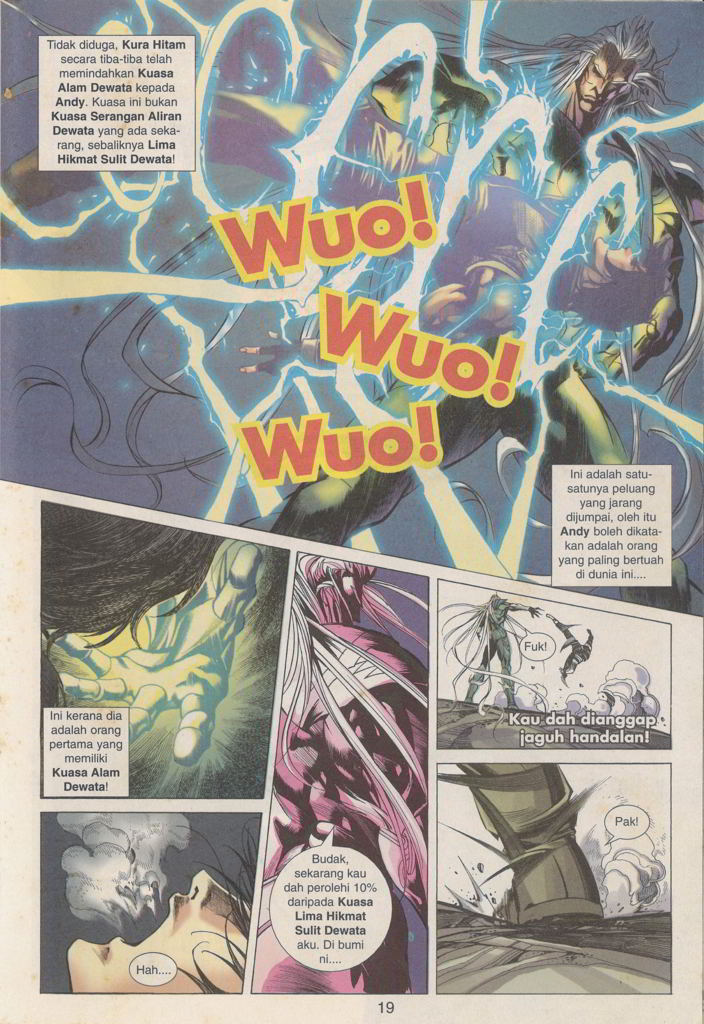 Tidak diduga, Kura Hitam
secara tiba-tiba telah
memindahkan Kuasa
Alam Dewata kepada
Andy. Kuasa ini bukan
Kuasa Serangan Aliran
Dewata yang ada seka-
rang, sebaliknya Lima
Hikmat Sulit Dewata!
Wuo!
Wuo!
Wuo!
Ini adalah satu-
satunya peluang
yang jarang
dijumpai, oleh itu
Andy boleh dikata-
kan adalah orang
yang paling bertuah
di dunia ini....
Ini kerana dia
adalah orang
pertama yang
memiliki
Kuasa Alam
Dewata!
Hah....
Budak,
sekarang kau
dah perolehi 10%
daripada Kuasa
Lima Hikmat
Sulit Dewata
aku. Di bumi
ni....
Fuk!
Kau dah dianggap
jaguh handalan!
Pak!
19